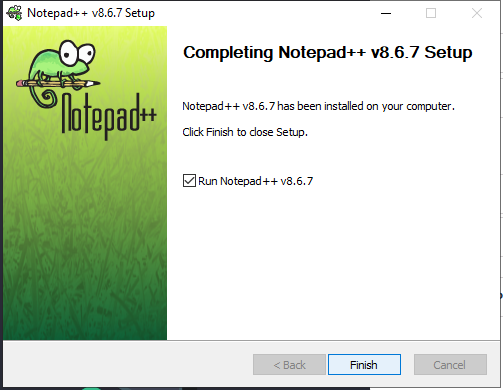 Notepad++ v8.6.7 Setup
Notepad++
Completing Notepad++ v8.6.7 Setup
Notepad++ v8.6.7 has been installed on your computer.
Click Finish to close Setup.
Run Notepad++ v8.6.7
< Back Finish Cancel